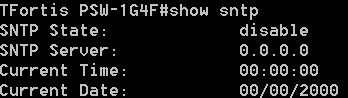 TFortis PSW-1G4F#show sntp
SNTP State: disable
SNTP Server: 0.0.0.0
Current Time: 00:00:00
Current Date: 00/00/2000